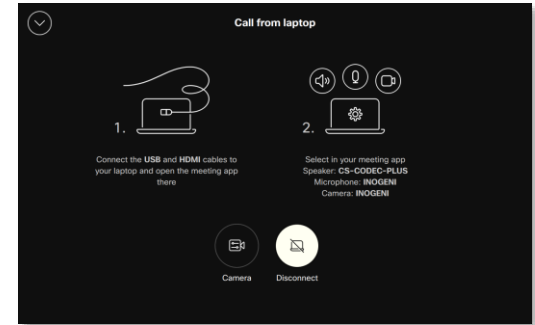 Call from laptop
1.
Connect the USB and HDMI cables to
your laptop and open the meeting app
there
2.
Select in your meeting app
Speaker: CS-CODEC-PLUS
Microphone: INOGENI
Camera: INOGENI
Camera
Disconnect